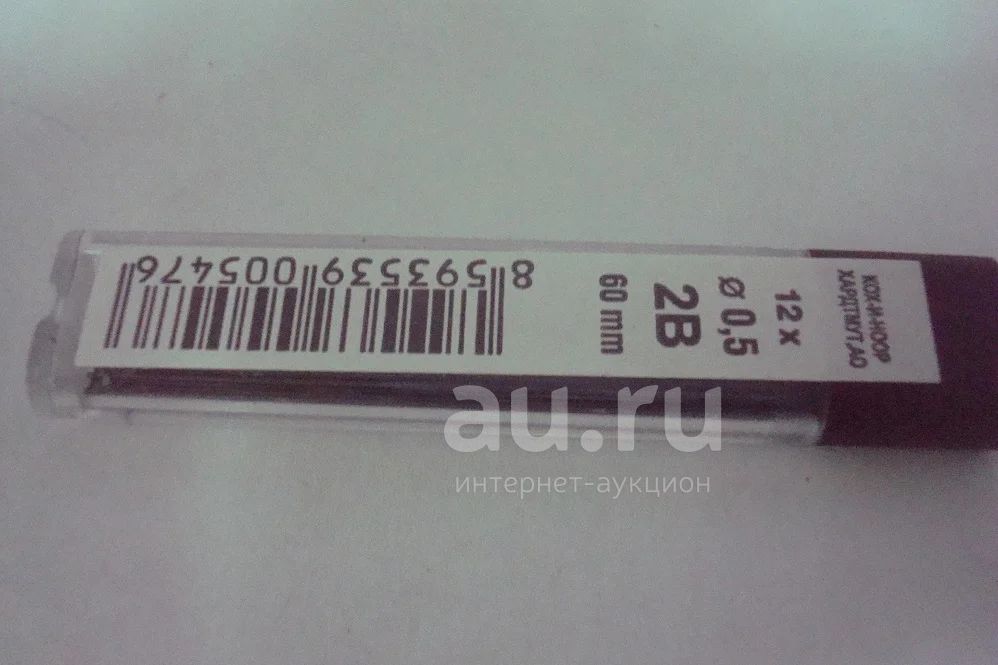 КОХ-И-НООР
ХАРДТМУТ,АО
12 x
ø 0,5
2B
60 mm
8 593539 005476
au.ru
интернет-аукцион